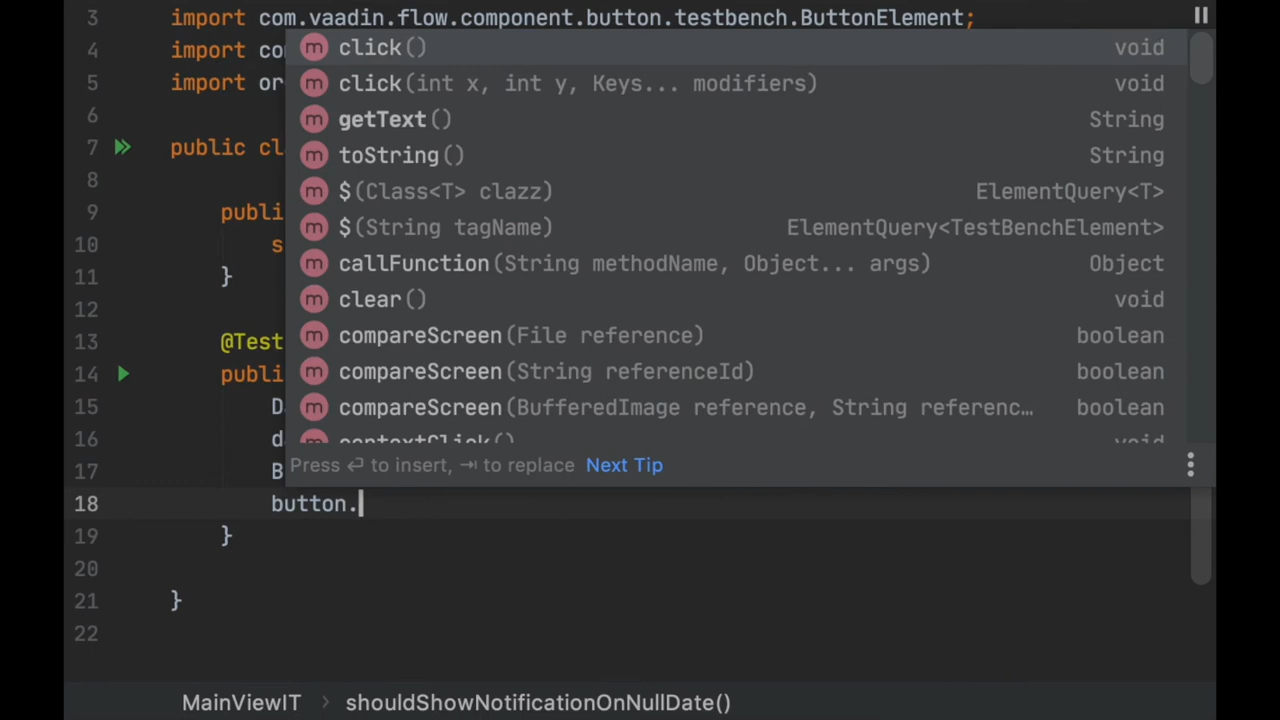 3 import com.vaadin.flow.component.button.testbench.ButtonElement;
4 import co
5 import or
6
7 public cl
8
9 publi
10 s
11 }
12
13 @Test
14 publi
15 D
16 d
17 B
18 button.
19 }
20
21 }
22
m click() void
m click(int x, int y, Keys... modifiers) void
m getText() String
m toString() String
m $(Class<T> clazz) ElementQuery<T>
m $(String tagName) ElementQuery<TestBenchElement>
m callFunction(String methodName, Object... args) Object
m clear() void
m compareScreen(File reference) boolean
m compareScreen(String referenceId) boolean
m compareScreen(BufferedImage reference, String referenc… boolean
m contextClick() void
Press ↵ to insert, ⇥ to replace Next Tip
MainViewIT › shouldShowNotificationOnNullDate()